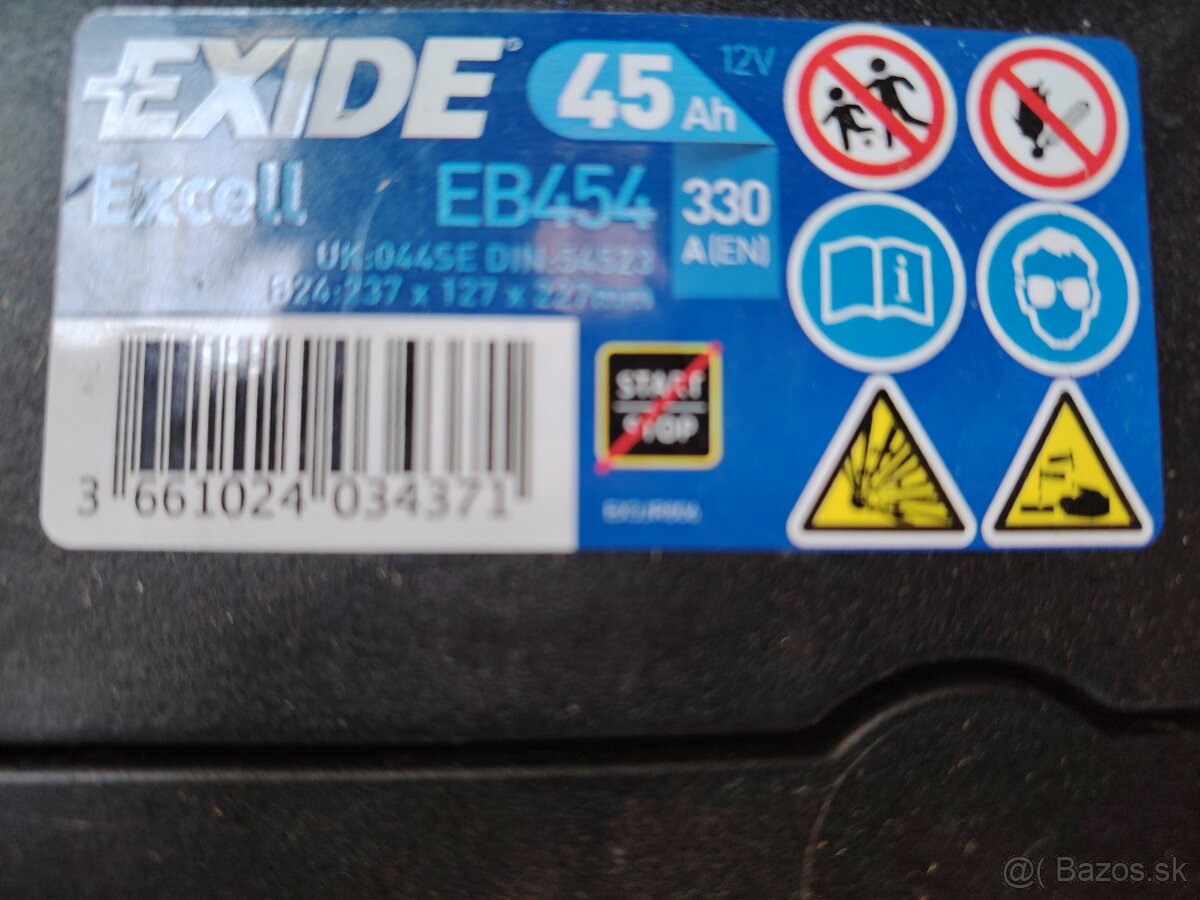 EXIDE
45 Ah
12V
Excell
EB454
330
A(EN)
UK:044SE DIN:54523
B24:237 x 127 x 227mm
START
STOP
3 661024 034371
@( Bazos.sk